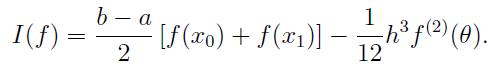 I(f) = \frac{b-a}{2} [f(x_0) + f(x_1)] - \frac{1}{12} h^3 f^{(2)}(\theta).